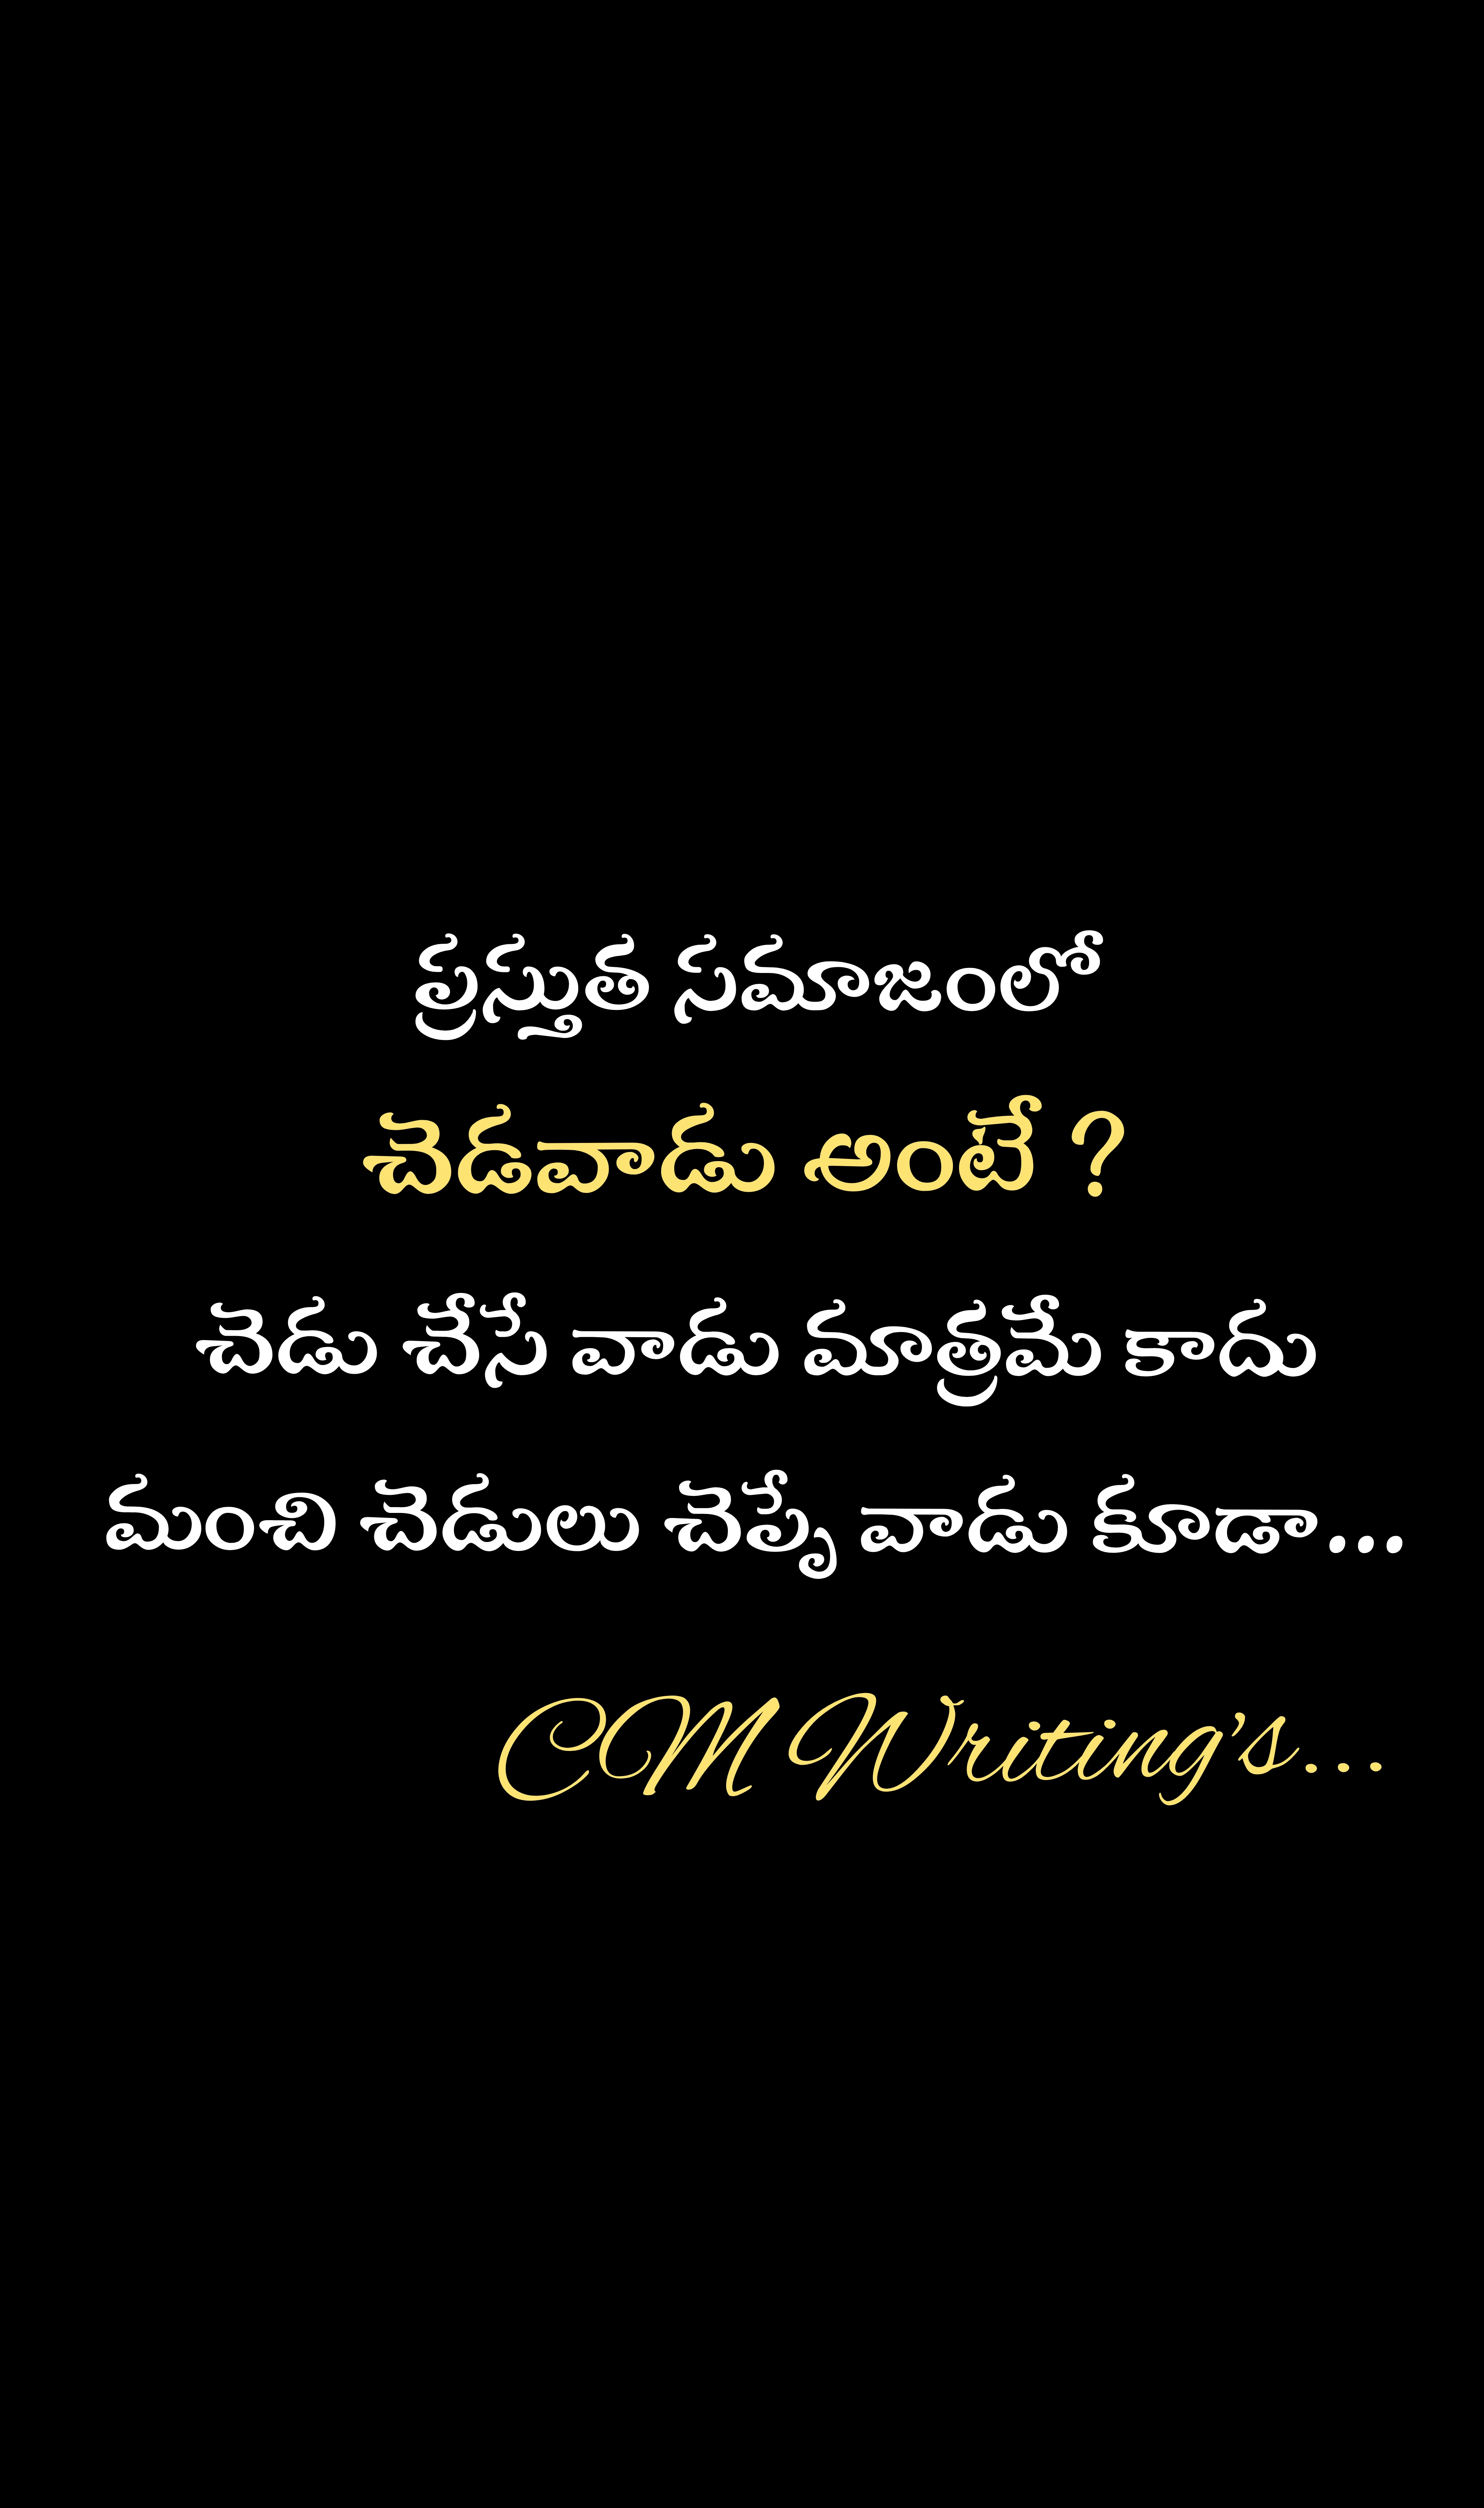 ప్రస్తుత సమాజంలో
చెడవాడు అంటే ?
చెడు చేసే వాడు మాత్రమే కాదు
మంచి చెడులు చెప్పే వాడు కూడా...
CM Writing's...